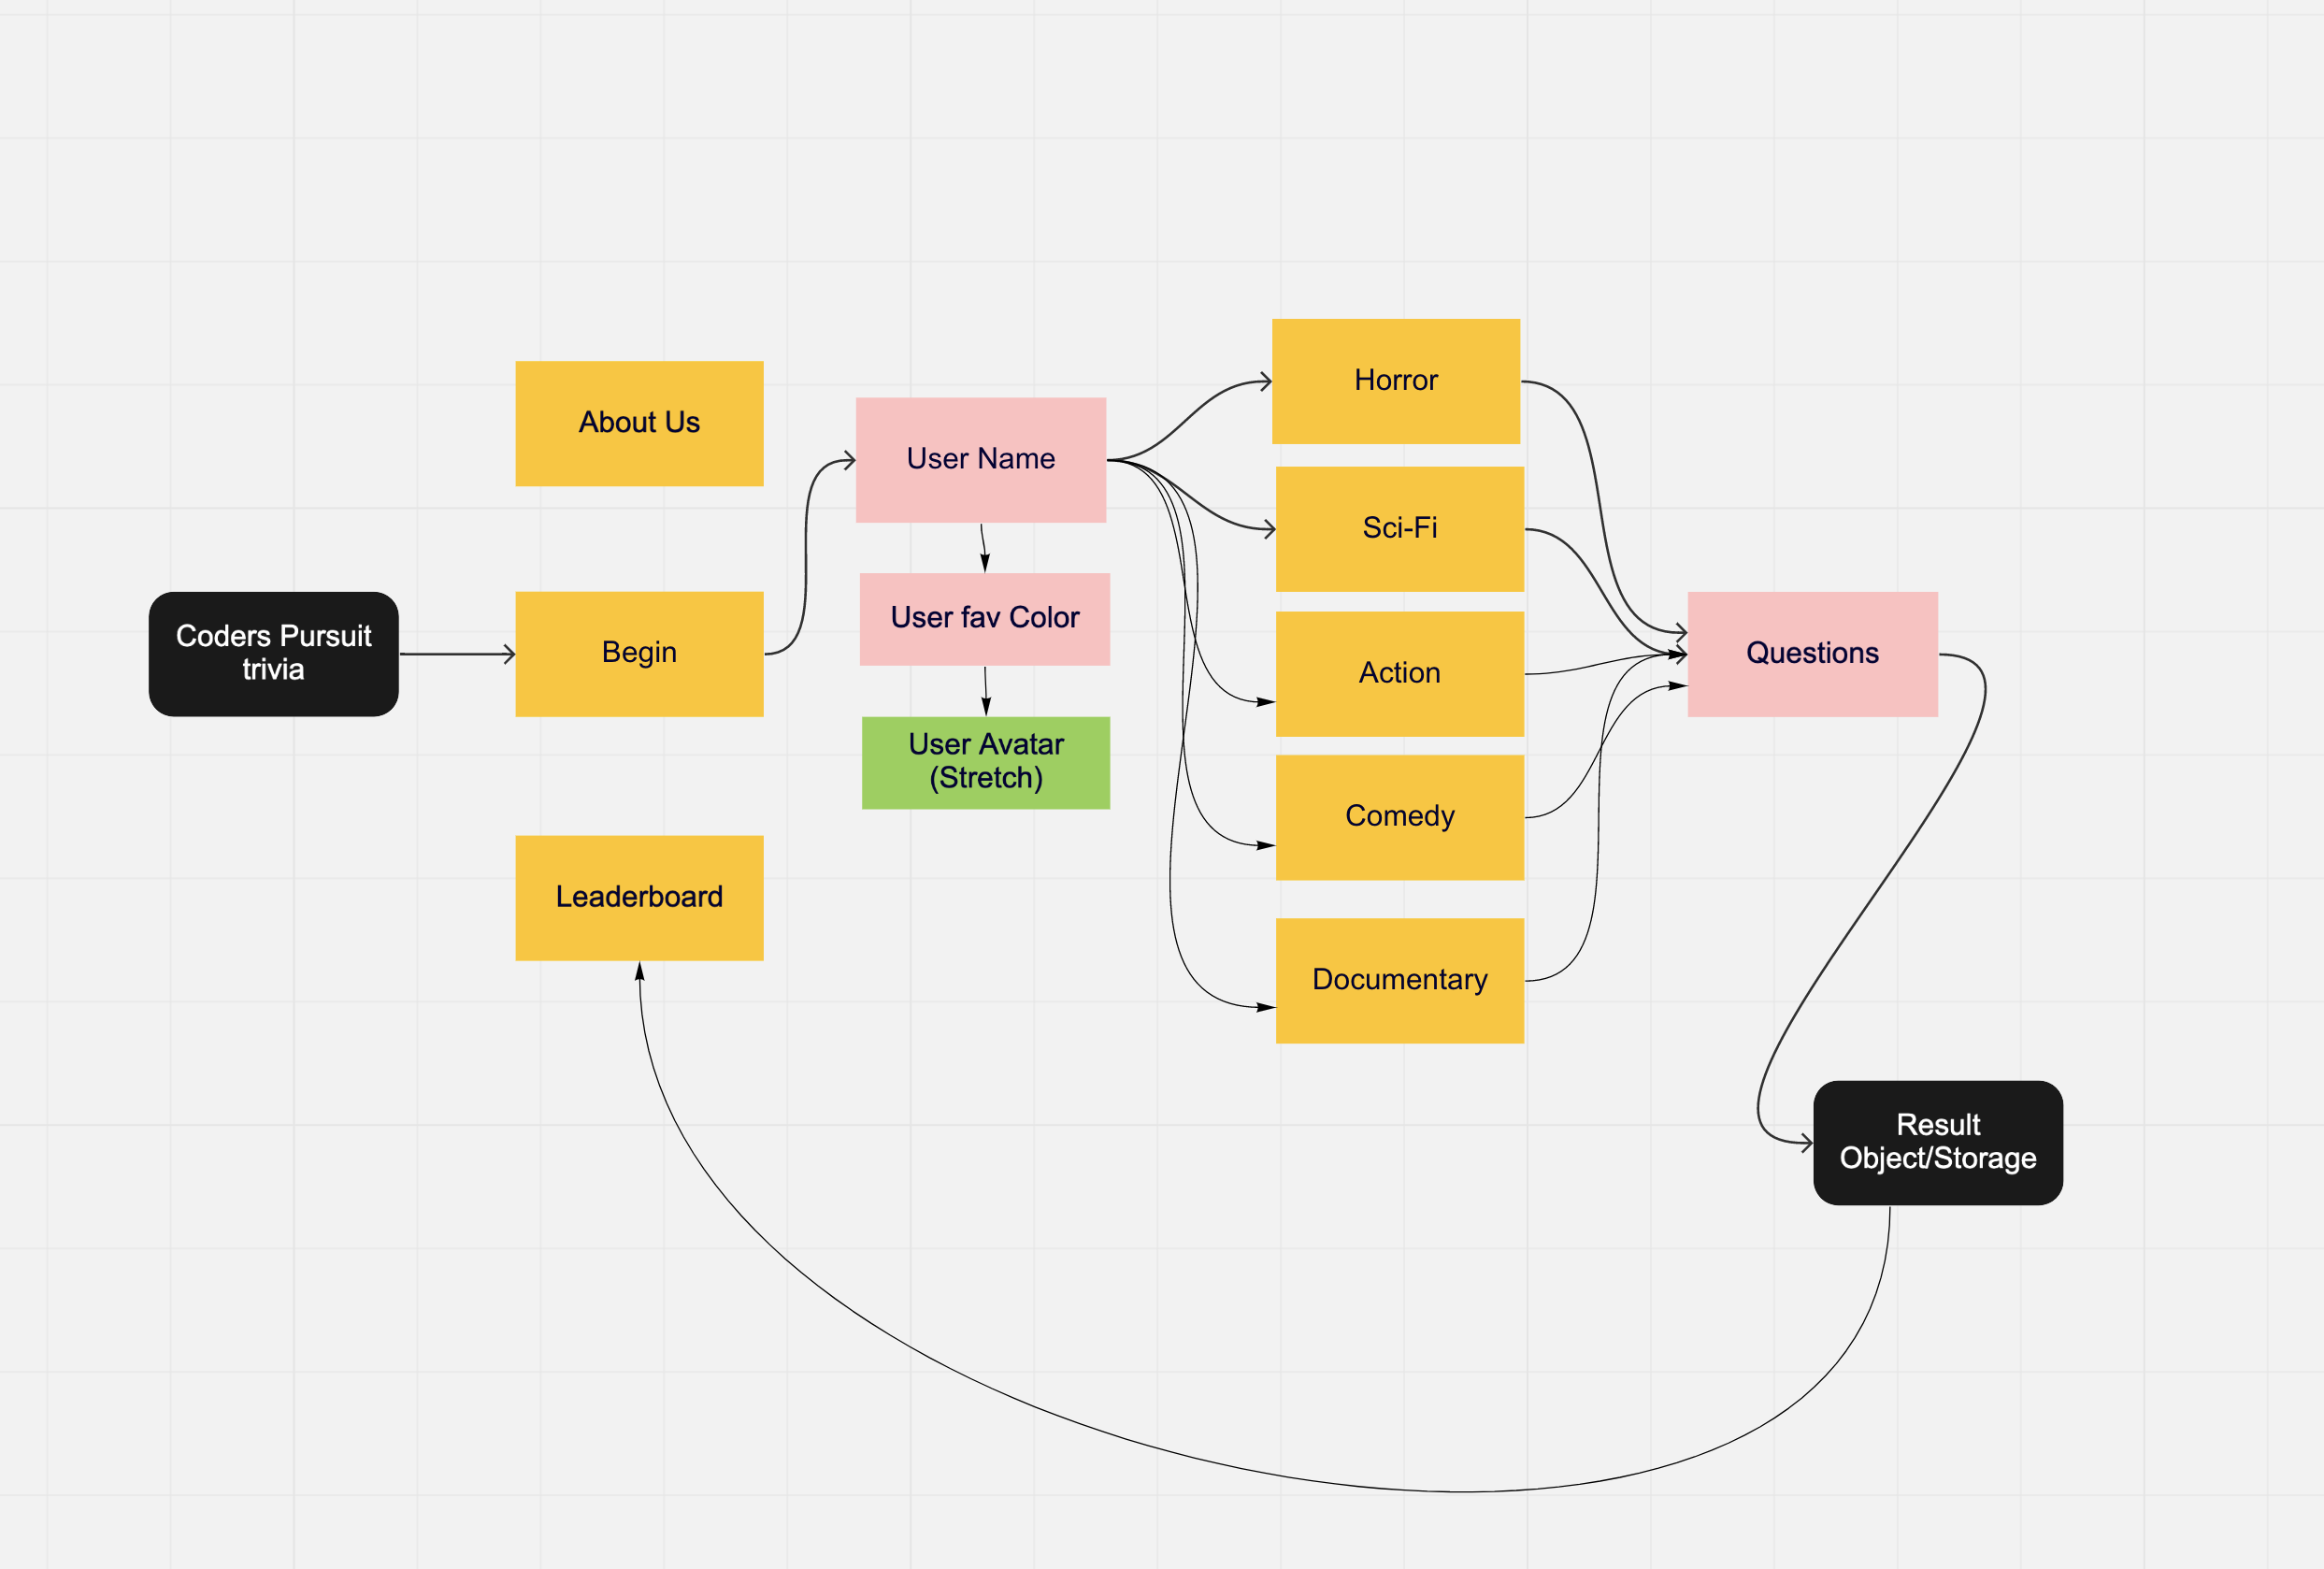 Coders Pursuit
trivia
About Us
Begin
Leaderboard
User Name
User fav Color
User Avatar
(Stretch)
Horror
Sci-Fi
Action
Comedy
Documentary
Questions
Result
Object/Storage